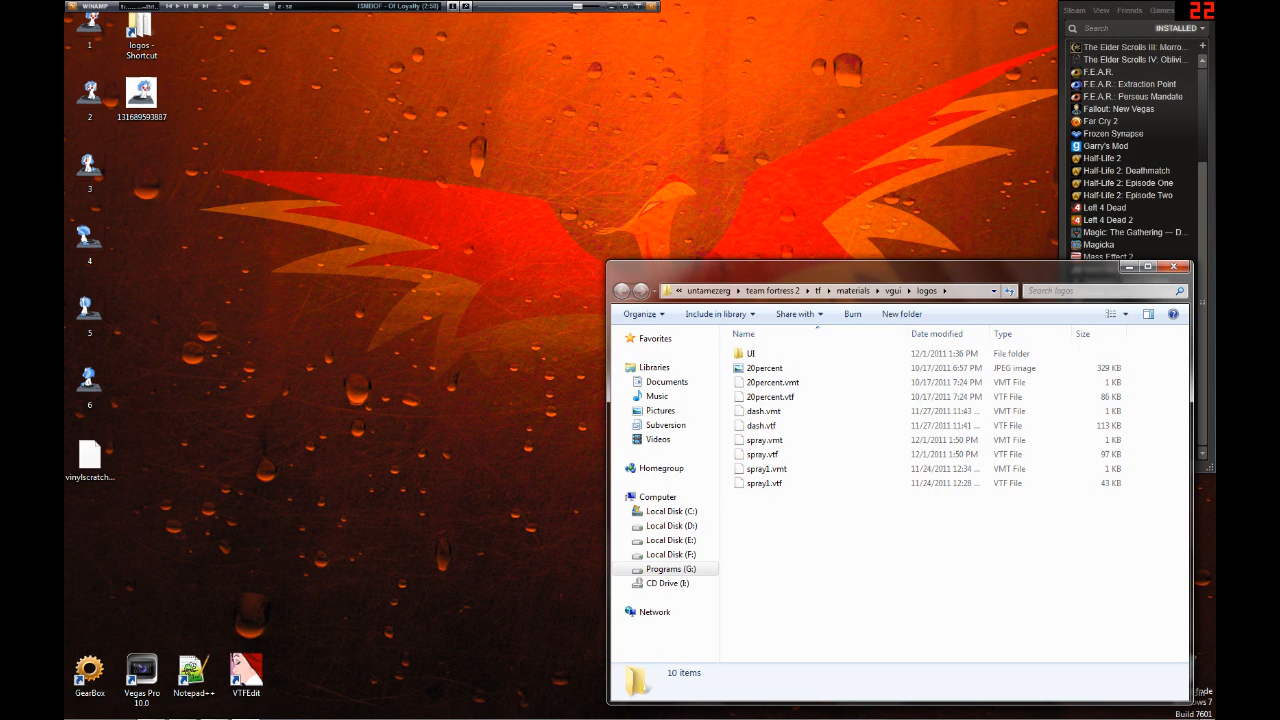 WINAMP
2:52
ISNBOF - Of Loyalty (2:58)
22
Steam View Friends Games
Search
INSTALLED
The Elder Scrolls III: Morro...
The Elder Scrolls IV: Oblivi...
F.E.A.R.
F.E.A.R.: Extraction Point
F.E.A.R.: Perseus Mandate
Fallout: New Vegas
Far Cry 2
Frozen Synapse
Garry's Mod
Half-Life 2
Half-Life 2: Deathmatch
Half-Life 2: Episode One
Half-Life 2: Episode Two
Left 4 Dead
Left 4 Dead 2
Magic: The Gathering — D...
Magicka
Mass Effect 2
1
logos -
Shortcut
2
131689593887
3
4
5
6
vinylscratch...
GearBox
Vegas Pro
10.0
Notepad++
VTFEdit
« untamezerg team fortress 2 tf materials vgui logos
Search logos
Organize Include in library Share with Burn New folder
Name Date modified Type Size
UI 12/1/2011 1:36 PM File folder
20percent 10/17/2011 6:57 PM JPEG image 329 KB
20percent.vmt 10/17/2011 7:24 PM VMT File 1 KB
20percent.vtf 10/17/2011 7:24 PM VTF File 86 KB
dash.vmt 11/27/2011 11:43 ... VMT File 1 KB
dash.vtf 11/27/2011 11:41 ... VTF File 113 KB
spray.vmt 12/1/2011 1:50 PM VMT File 1 KB
spray.vtf 12/1/2011 1:50 PM VTF File 97 KB
spray1.vmt 11/24/2011 12:34 ... VMT File 1 KB
spray1.vtf 11/24/2011 12:28 ... VTF File 43 KB
Favorites
Libraries
Documents
Music
Pictures
Subversion
Videos
Homegroup
Computer
Local Disk (C:)
Local Disk (D:)
Local Disk (E:)
Local Disk (F:)
Programs (G:)
CD Drive (I:)
Network
10 items
Build 7601